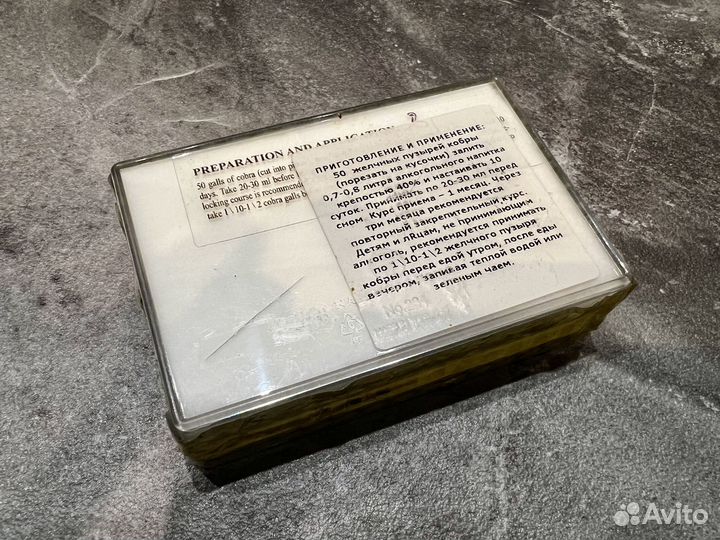 PREPARATION AND APPLICATION
50 galls of cobra (cut into
days. Take 20-30 ml before
locking course is recommende
take 1\10-1\2 cobra galls b
ПРИГОТОВЛЕНИЕ И ПРИМЕНЕНИЕ:
50 желчных пузырей кобры
(порезать на кусочки) залить
0,7-0,8 литра алкогольного напитка
крепостью 40% и настаивать 10
суток. Принимать по 20-30 мл перед
сном. Курс приема – 1 месяц. Через
три месяца рекомендуется
повторный закрепительный курс.
Детям и лицам, не принимающим
алкоголь, рекомендуется принимать
по 1\10-1\2 желчного пузыря
кобры перед едой утром, после еды
вечером, запивая теплой водой или
зеленым чаем.
Avito